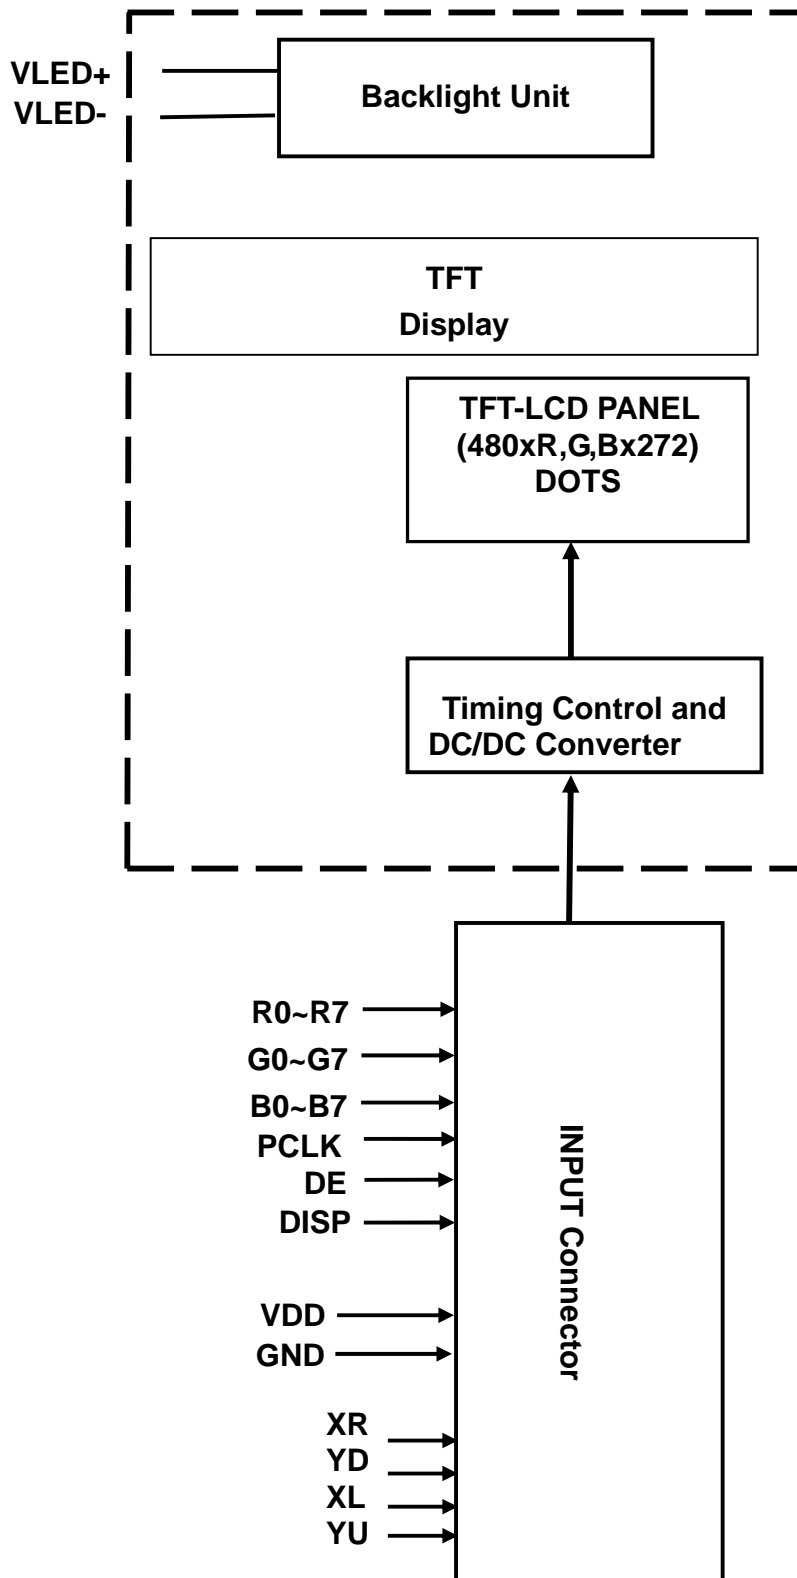 VLED+
VLED-
Backlight Unit
TFT
Display
TFT-LCD PANEL
(480xR,G,Bx272)
DOTS
Timing Control and
DC/DC Converter
R0~R7
G0~G7
B0~B7
PCLK
DE
DISP
VDD
GND
XR
YD
XL
YU
INPUT Connector